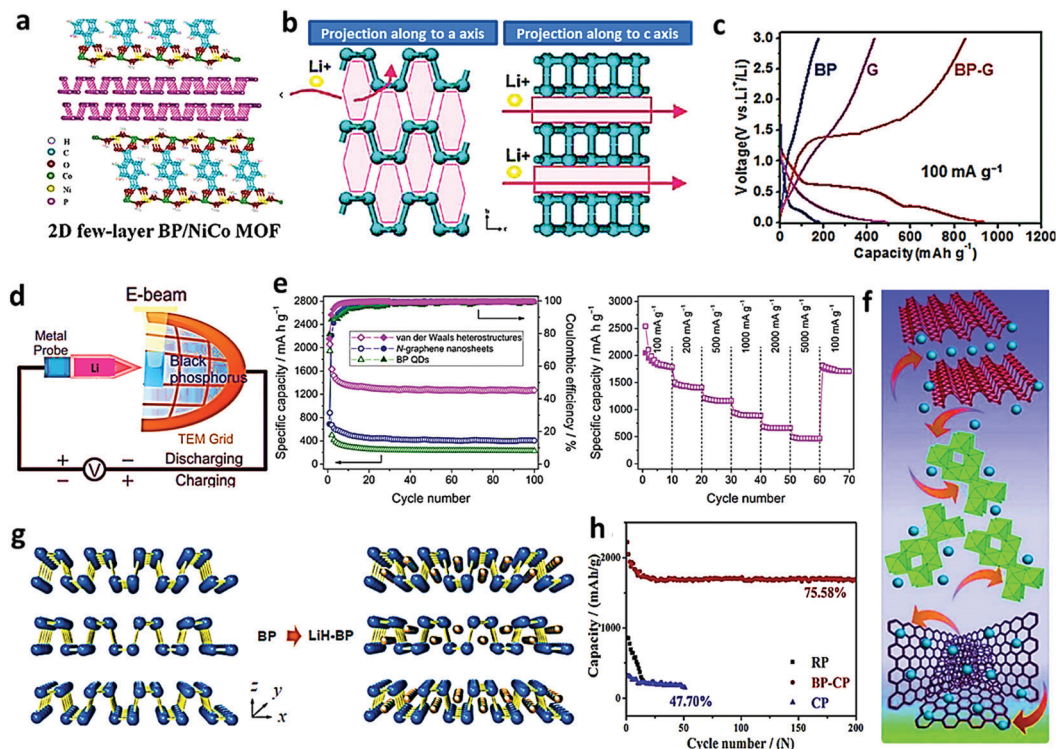 a
H
C
O
Co
Ni
P
2D few-layer BP/NiCo MOF
b
Projection along to a axis
Projection along to c axis
Li+
Li+
Li+
b
c
c
Voltage(V vs.Li⁺/Li)
3.0
2.5
2.0
1.5
1.0
0.5
0.0
BP
G
BP-G
100 mA g⁻¹
0 200 400 600 800 1000 1200
Capacity(mAh g⁻¹)
d
E-beam
Metal
Probe
Li
Black
phosphorus
TEM Grid
+ V − Discharging
− + Charging
e
Specific capacity / mA h g⁻¹
2800
2400
2000
1600
1200
800
400
0
van der Waals heterostructures
N-graphene nanosheets
BP QDs
100
80
60
40
20
0
Coulombic efficiency / %
0 20 40 60 80 100
Cycle number
Specific capacity / mA h g⁻¹
3000
2500
2000
1500
1000
500
0
100 mA g⁻¹
200 mA g⁻¹
500 mA g⁻¹
1000 mA g⁻¹
2000 mA g⁻¹
5000 mA g⁻¹
100 mA g⁻¹
0 10 20 30 40 50 60 70
Cycle number
f
g
BP
LiH-BP
z
y
x
h
Capacity / (mAh/g)
2000
1000
0
75.58%
RP
BP-CP
CP
47.70%
0 50 100 150 200
Cycle number / (N)